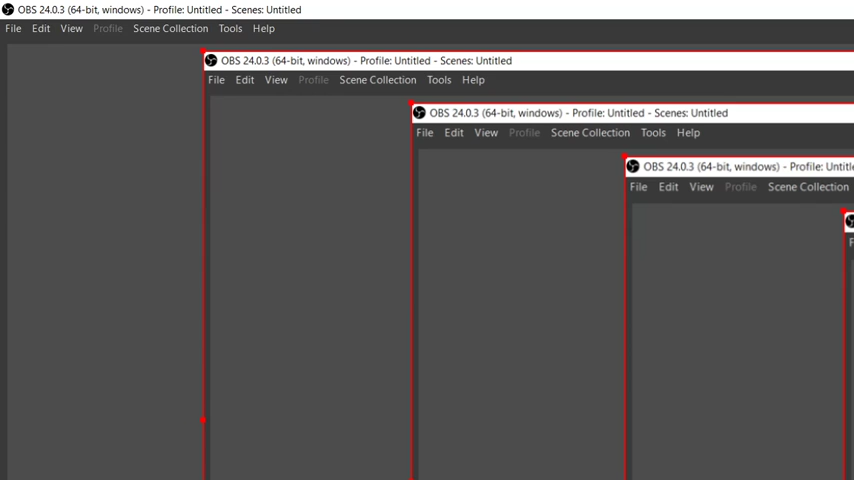 OBS 24.0.3 (64-bit, windows) - Profile: Untitled - Scenes: Untitled
File Edit View Profile Scene Collection Tools Help
OBS 24.0.3 (64-bit, windows) - Profile: Untitled - Scenes: Untitled
File Edit View Profile Scene Collection Tools Help
OBS 24.0.3 (64-bit, windows) - Profile: Untitled - Scenes: Untitled
File Edit View Profile Scene Collection Tools Help
OBS 24.0.3 (64-bit, windows) - Profile: Untitle
File Edit View Profile Scene Collection
F